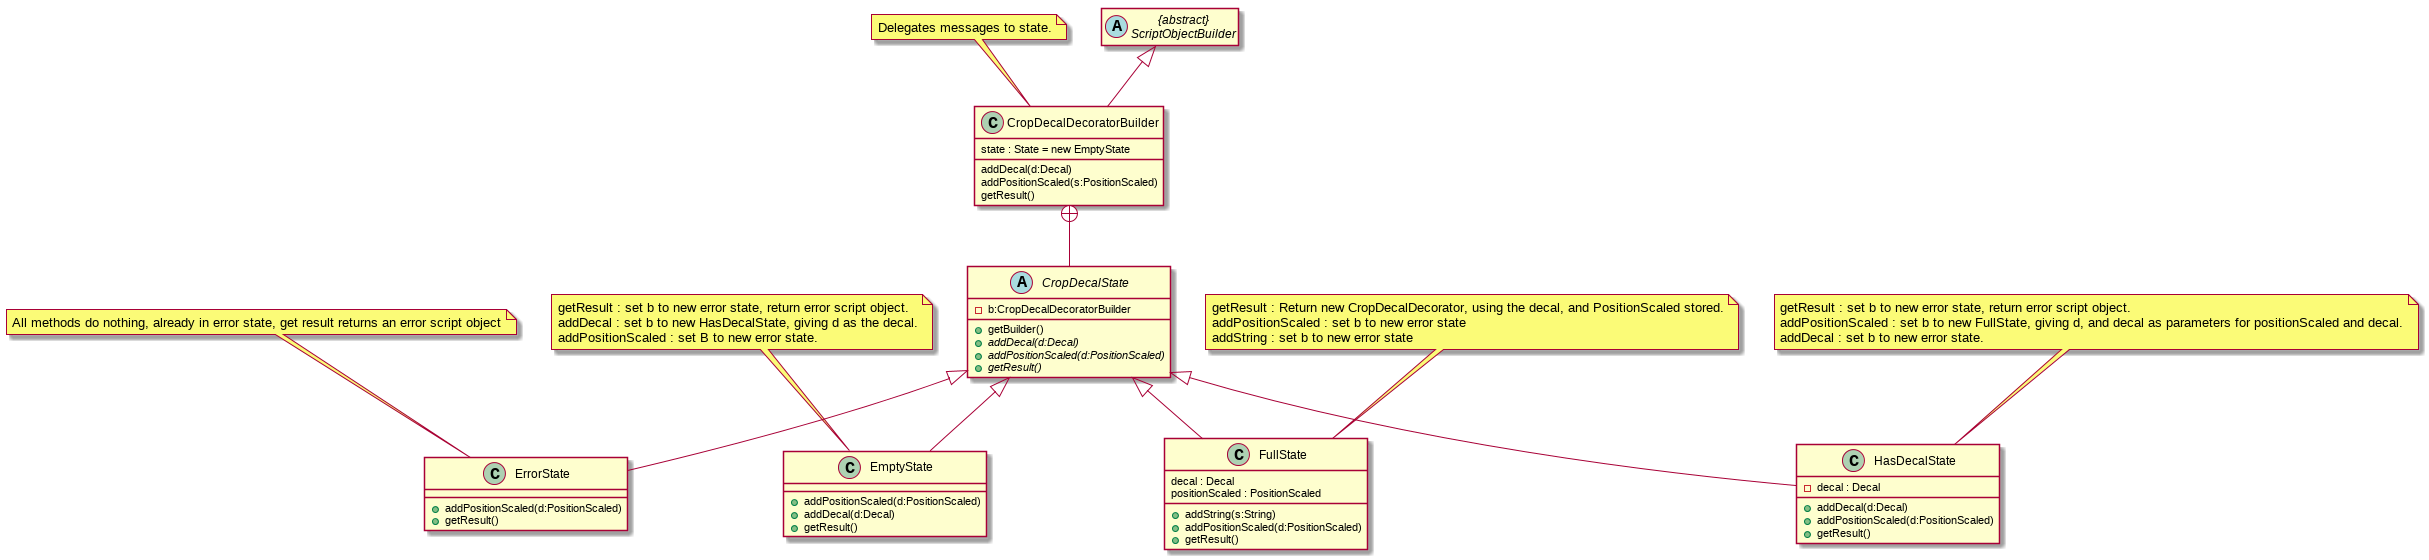 Delegates messages to state.
A
{abstract}
ScriptObjectBuilder
C
CropDecalDecoratorBuilder
state : State = new EmptyState
addDecal(d:Decal)
addPositionScaled(s:PositionScaled)
getResult()
All methods do nothing, already in error state, get result returns an error script object
getResult : set b to new error state, return error script object.
addDecal : set b to new HasDecalState, giving d as the decal.
addPositionScaled : set B to new error state.
A
CropDecalState
b:CropDecalDecoratorBuilder
getBuilder()
addDecal(d:Decal)
addPositionScaled(d:PositionScaled)
getResult()
getResult : Return new CropDecalDecorator, using the decal, and PositionScaled stored.
addPositionScaled : set b to new error state
addString : set b to new error state
getResult : set b to new error state, return error script object.
addPositionScaled : set b to new FullState, giving d, and decal as parameters for positionScaled and decal.
addDecal : set b to new error state.
C
ErrorState
addPositionScaled(d:PositionScaled)
getResult()
C
EmptyState
addPositionScaled(d:PositionScaled)
addDecal(d:Decal)
getResult()
C
FullState
decal : Decal
positionScaled : PositionScaled
addString(s:String)
addPositionScaled(d:PositionScaled)
getResult()
C
HasDecalState
decal : Decal
addDecal(d:Decal)
addPositionScaled(d:PositionScaled)
getResult()